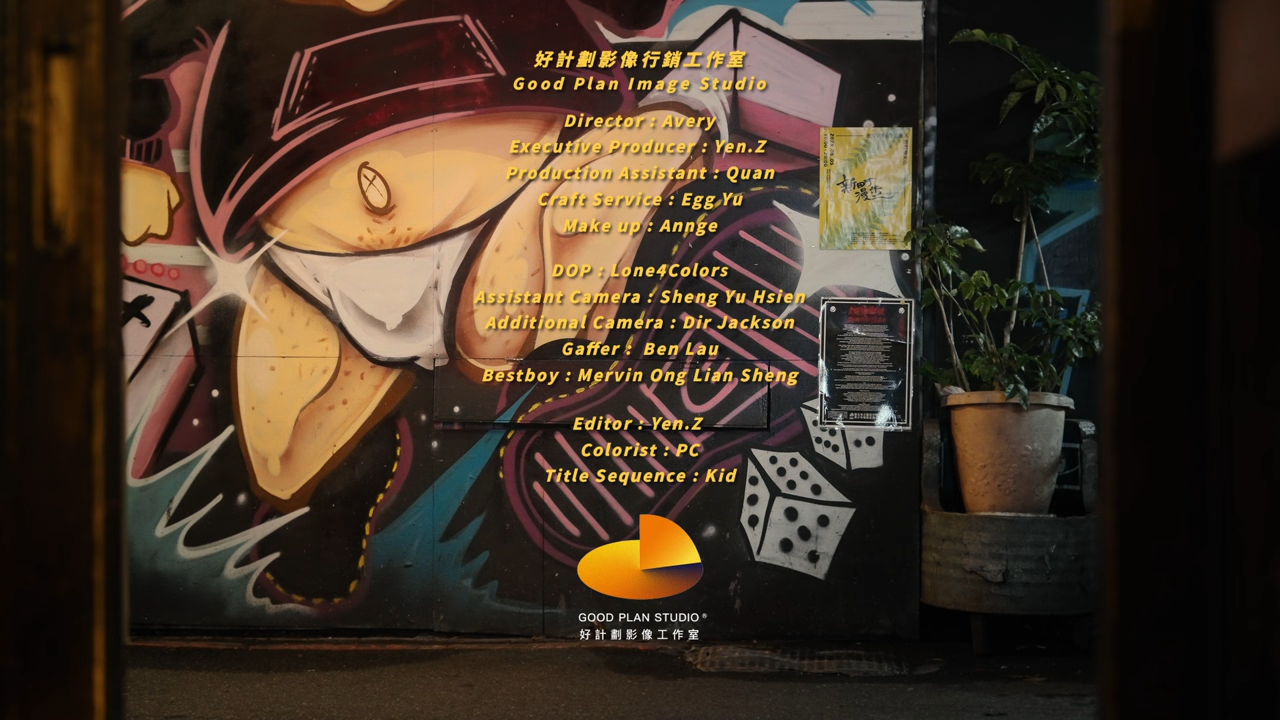 好計劃影像行銷工作室
Good Plan Image Studio
Director : Avery
Executive Producer : Yen.Z
Production Assistant : Quan
Craft Service : Egg Yu
Make up : Annge
DOP : Lone4Colors
Assistant Camera : Sheng Yu Hsien
Additional Camera : Dir Jackson
Gaffer : Ben Lau
Bestboy : Mervin Ong Lian Sheng
Editor : Yen.Z
Colorist : PC
Title Sequence : Kid
GOOD PLAN STUDIO®
好計劃影像工作室